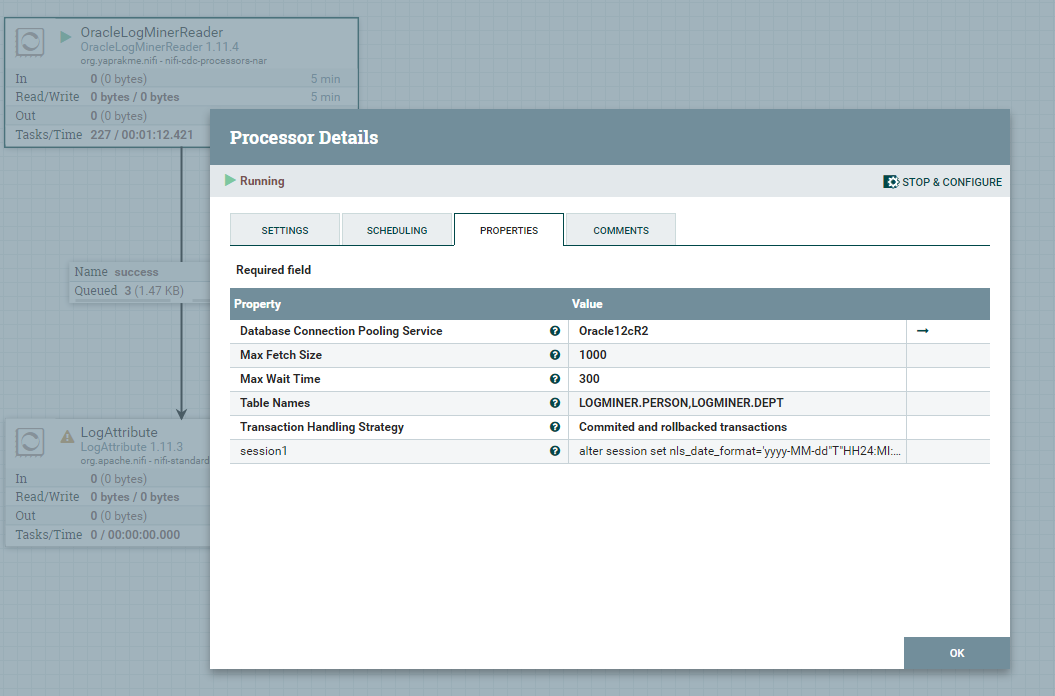 OracleLogMinerReader
OracleLogMinerReader 1.11.4
org.yaprakme.nifi - nifi-cdc-processors-nar
In 0 (0 bytes) 5 min
Read/Write 0 bytes / 0 bytes 5 min
Out 0 (0 bytes)
Tasks/Time 227 / 00:01:12.421
Name success
Queued 3 (1.47 KB)
LogAttribute
LogAttribute 1.11.3
org.apache.nifi - nifi-standard
In 0 (0 bytes)
Read/Write 0 bytes / 0 bytes
Out 0 (0 bytes)
Tasks/Time 0 / 00:00:00.000
Processor Details
Running STOP & CONFIGURE
SETTINGS SCHEDULING PROPERTIES COMMENTS
Required field
Property Value
Database Connection Pooling Service Oracle12cR2
Max Fetch Size 1000
Max Wait Time 300
Table Names LOGMINER.PERSON,LOGMINER.DEPT
Transaction Handling Strategy Commited and rollbacked transactions
session1 alter session set nls_date_format='yyyy-MM-dd"T"HH24:MI:...
OK